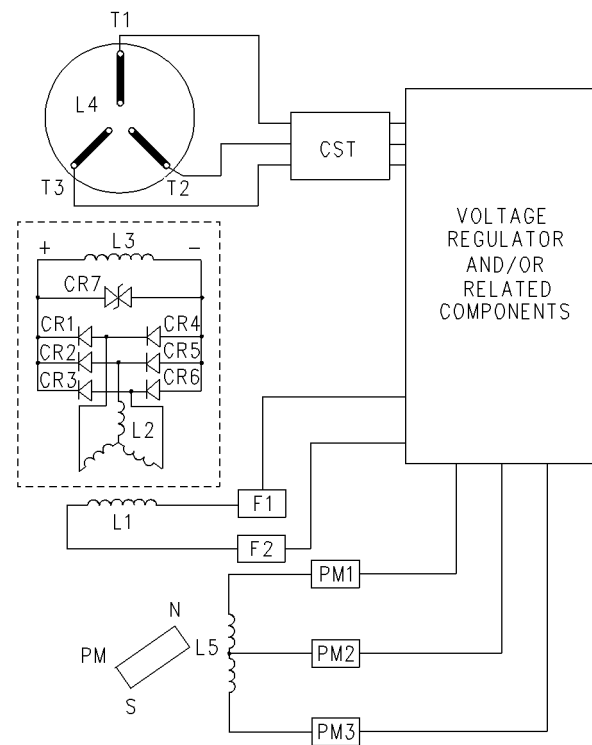 T1
L4
T3
T2
CST
VOLTAGE
REGULATOR
AND/OR
RELATED
COMPONENTS
+
L3
−
CR7
CR1
CR4
CR2
CR5
CR3
CR6
L2
L1
F1
F2
PM1
N
PM
L5
PM2
S
PM3